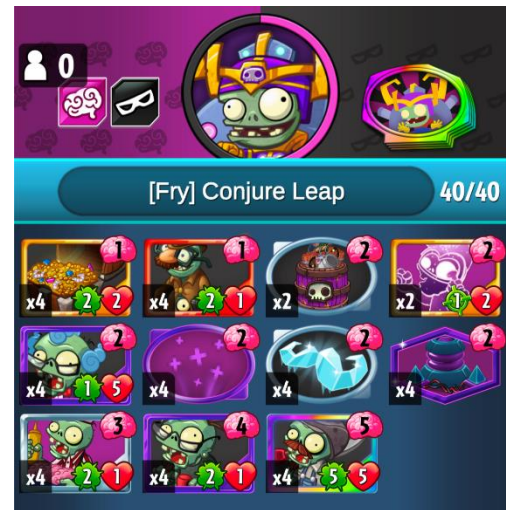 0
[Fry] Conjure Leap 40/40
1 1 2 2
x4 2 2 x4 2 1 x2 x2 1 2
2 2 2 2
x4 1 5 x4 x4 x4
3 4 5
x4 2 1 x4 2 1 x4 5 5